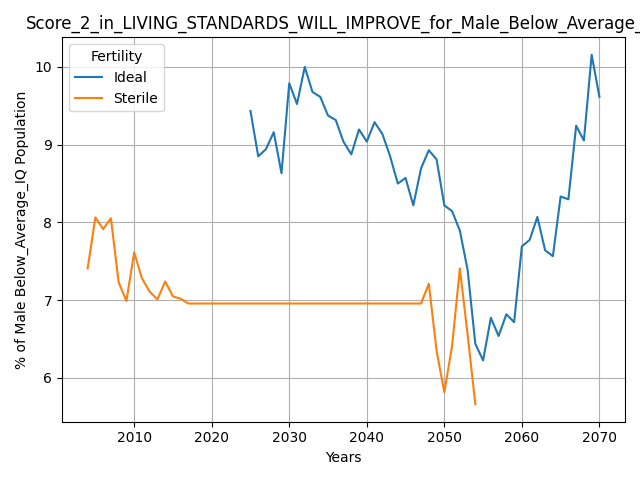 Score_2_in_LIVING_STANDARDS_WILL_IMPROVE_for_Male_Below_Average_
Fertility
Ideal
Sterile
% of Male Below_Average_IQ Population
10
9
8
7
6
2010 2020 2030 2040 2050 2060 2070
Years